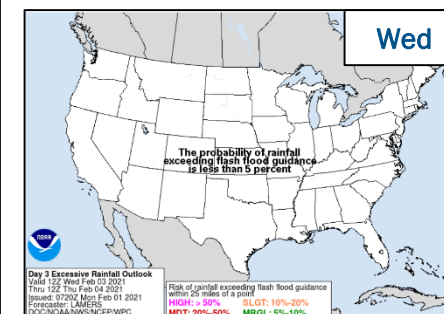 Wed
The probability of rainfall
exceeding flash flood guidance
is less than 5 percent
NOAA
Day 3 Excessive Rainfall Outlook
Valid 12Z Wed Feb 03 2021
Thru 12Z Thu Feb 04 2021
Issued: 0720Z Mon Feb 01 2021
Forecaster: LAMERS
DOC/NOAA/NWS/NCEP/WPC
Risk of rainfall exceeding flash flood guidance
within 25 miles of a point
HIGH: > 50% SLGT: 10%-20%
MDT: 20%-50% MRGL: 5%-10%